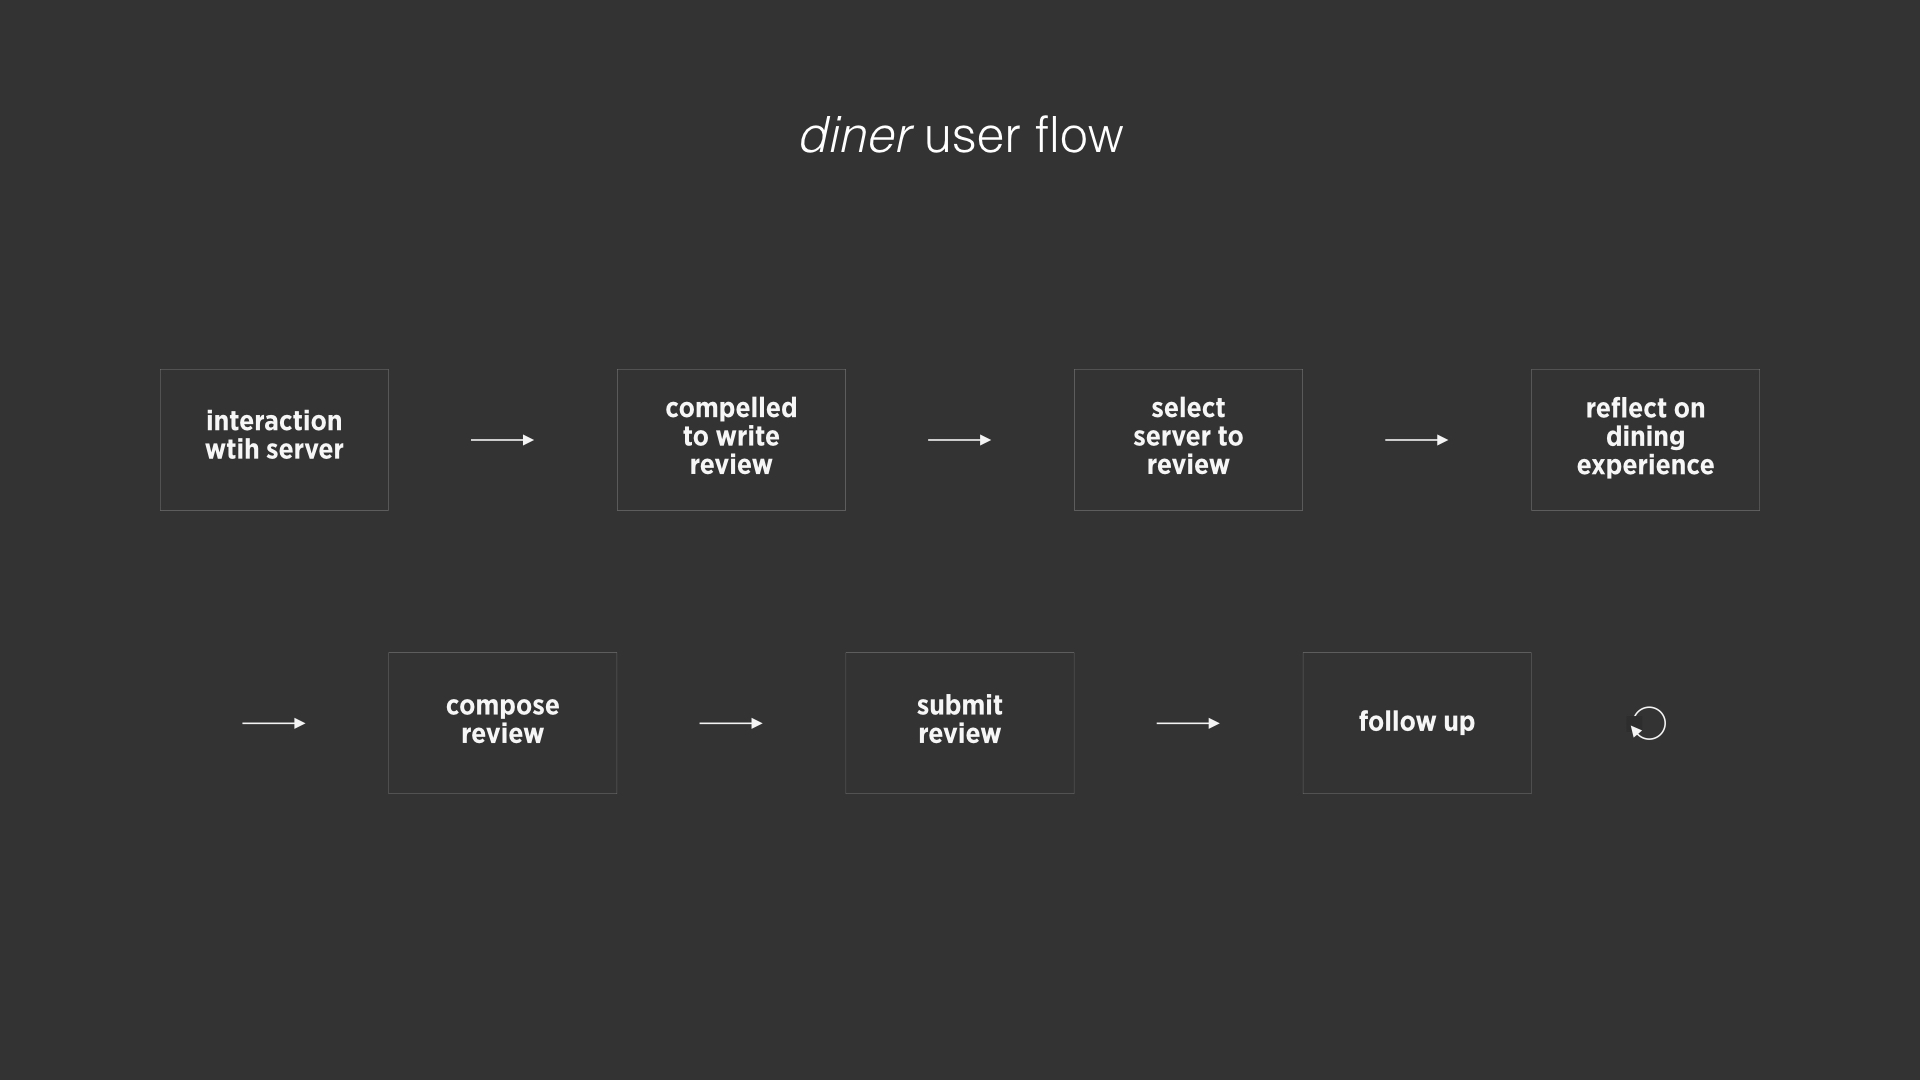 diner user flow
interaction
wtih server
compelled
to write
review
select
server to
review
reflect on
dining
experience
compose
review
submit
review
follow up